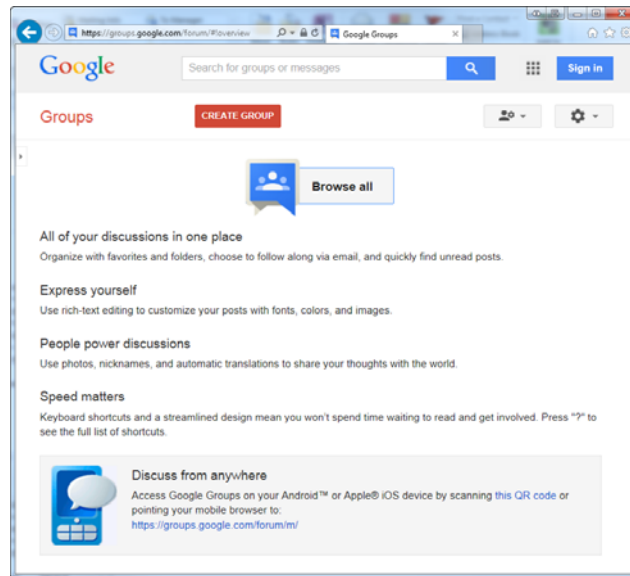 https://groups.google.com/forum/#!overview
Google Groups
Google
Search for groups or messages
Sign in
Groups
CREATE GROUP
Browse all
All of your discussions in one place
Organize with favorites and folders, choose to follow along via email, and quickly find unread posts.
Express yourself
Use rich-text editing to customize your posts with fonts, colors, and images.
People power discussions
Use photos, nicknames, and automatic translations to share your thoughts with the world.
Speed matters
Keyboard shortcuts and a streamlined design mean you won't spend time waiting to read and get involved. Press "?" to
see the full list of shortcuts.
Discuss from anywhere
Access Google Groups on your Android™ or Apple® iOS device by scanning this QR code or
pointing your mobile browser to:
https://groups.google.com/forum/m/